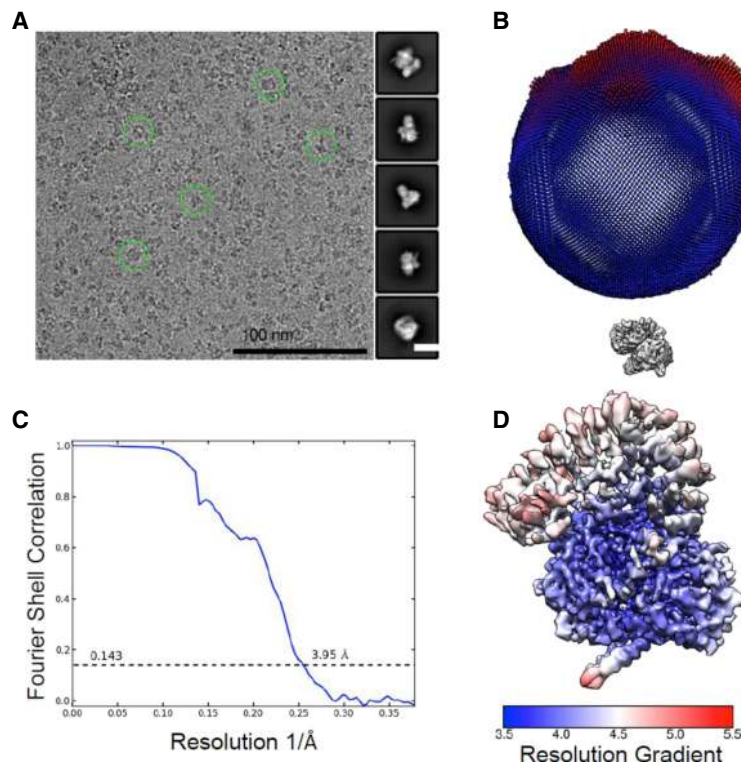 A
B
100 nm
C
D
1.0
0.8
0.6
0.4
0.2
0.0
Fourier Shell Correlation
0.143
3.95 Å
0.00 0.05 0.10 0.15 0.20 0.25 0.30 0.35
Resolution 1/Å
3.5 4.0 4.5 5.0 5.5
Resolution Gradient